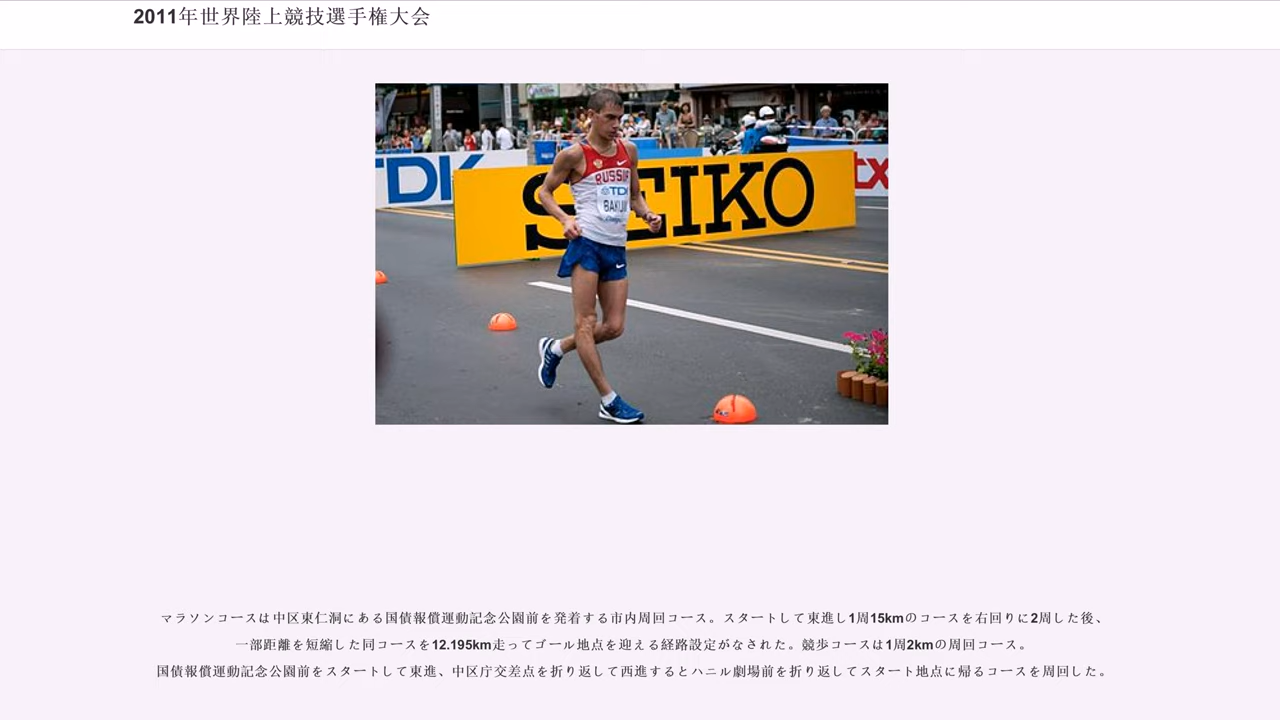 2011年世界陸上競技選手権大会
TDK
SEIKO
RUSSIA
TDK
マラソンコースは中区東仁洞にある国債報償運動記念公園前を発着する市内周回コース。スタートして東進し1周15kmのコースを右回りに2周した後、
一部距離を短縮した同コースを12.195km走ってゴール地点を迎える経路設定がなされた。競歩コースは1周2kmの周回コース。
国債報償運動記念公園前をスタートして東進、中区庁交差点を折り返して西進するとハニル劇場前を折り返してスタート地点に帰るコースを周回した。